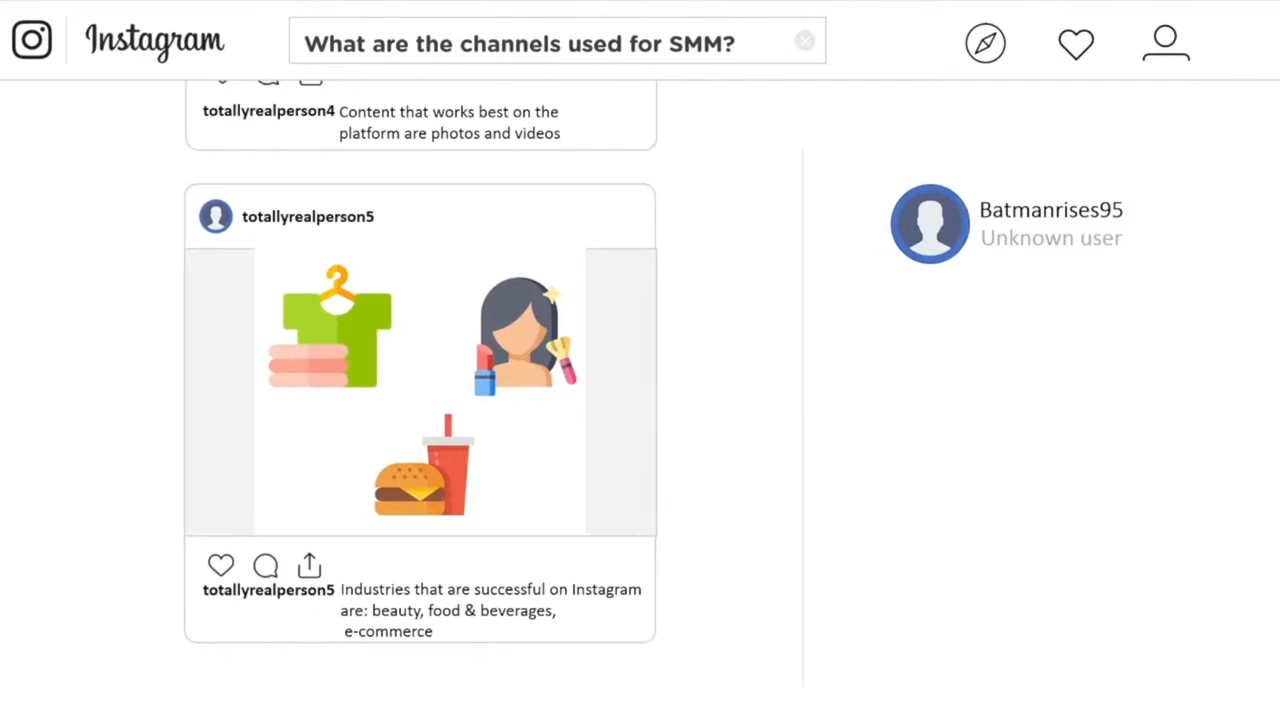 Instagram
What are the channels used for SMM?
totallyrealperson4 Content that works best on the
platform are photos and videos
totallyrealperson5
Batmanrises95
Unknown user
totallyrealperson5 Industries that are successful on Instagram
are: beauty, food & beverages,
e-commerce